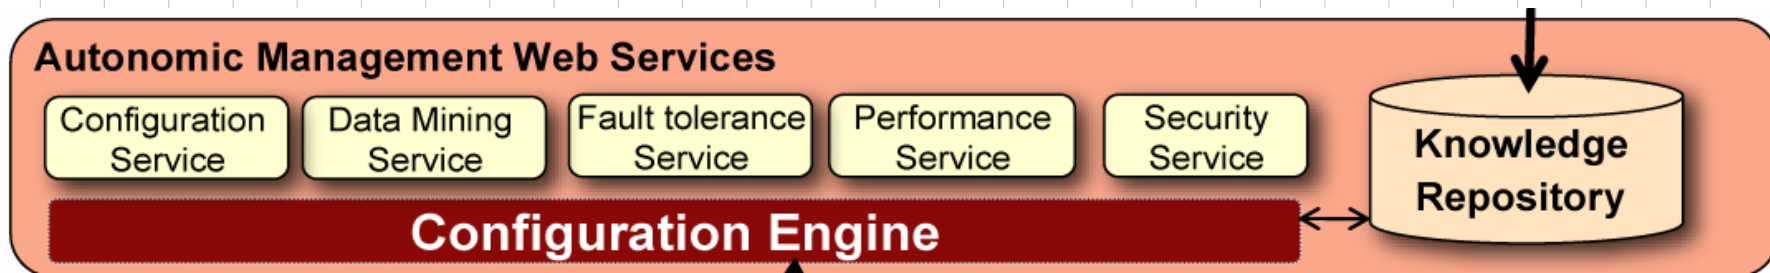 Autonomic Management Web Services
Configuration
Service
Data Mining
Service
Fault tolerance
Service
Performance
Service
Security
Service
Knowledge
Repository
Configuration Engine